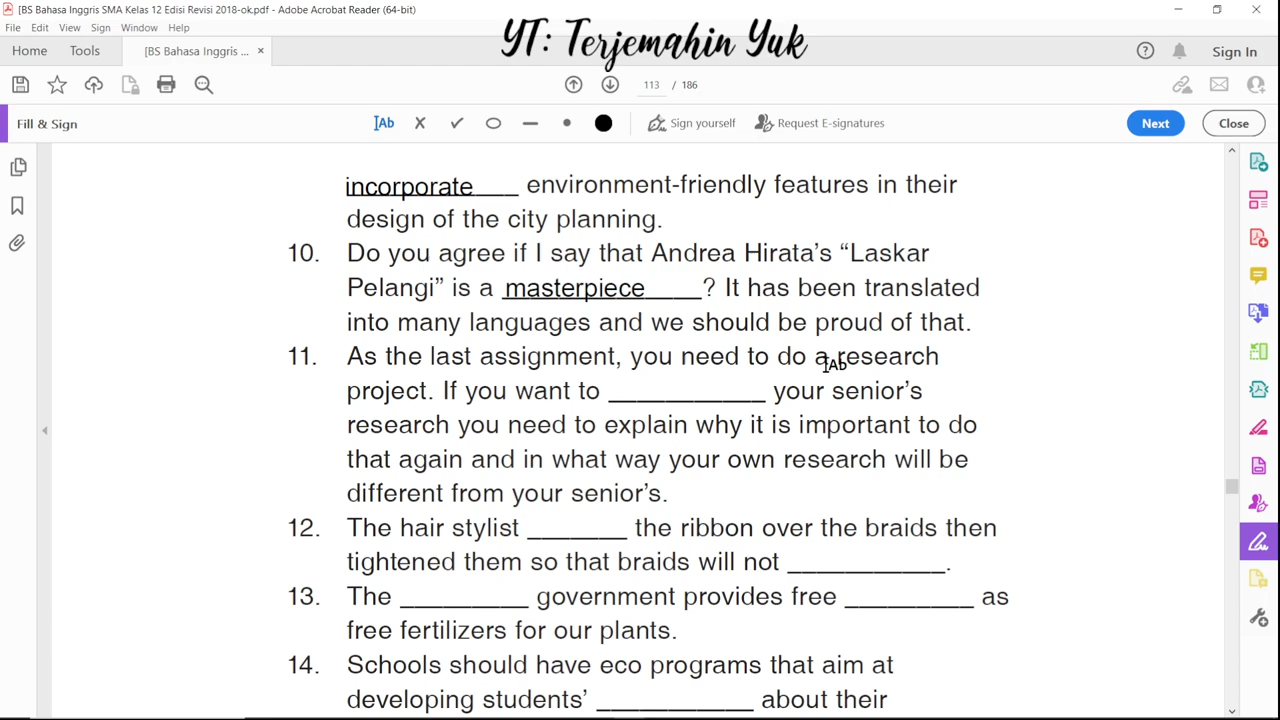 [BS Bahasa Inggris SMA Kelas 12 Edisi Revisi 2018-ok.pdf - Adobe Acrobat Reader (64-bit)
File Edit View Sign Window Help
YT: Terjemahin Yuk
Home Tools [BS Bahasa Inggris ... × Sign In
113 / 186
Fill & Sign Ab Sign yourself Request E-signatures Next Close
incorporate___ environment-friendly features in their
design of the city planning.
10. Do you agree if I say that Andrea Hirata’s “Laskar
Pelangi” is a masterpiece____? It has been translated
into many languages and we should be proud of that.
11. As the last assignment, you need to do a research
project. If you want to ___________ your senior’s
research you need to explain why it is important to do
that again and in what way your own research will be
different from your senior’s.
12. The hair stylist _______ the ribbon over the braids then
tightened them so that braids will not ___________.
13. The _________ government provides free _________ as
free fertilizers for our plants.
14. Schools should have eco programs that aim at
developing students’ ___________ about their